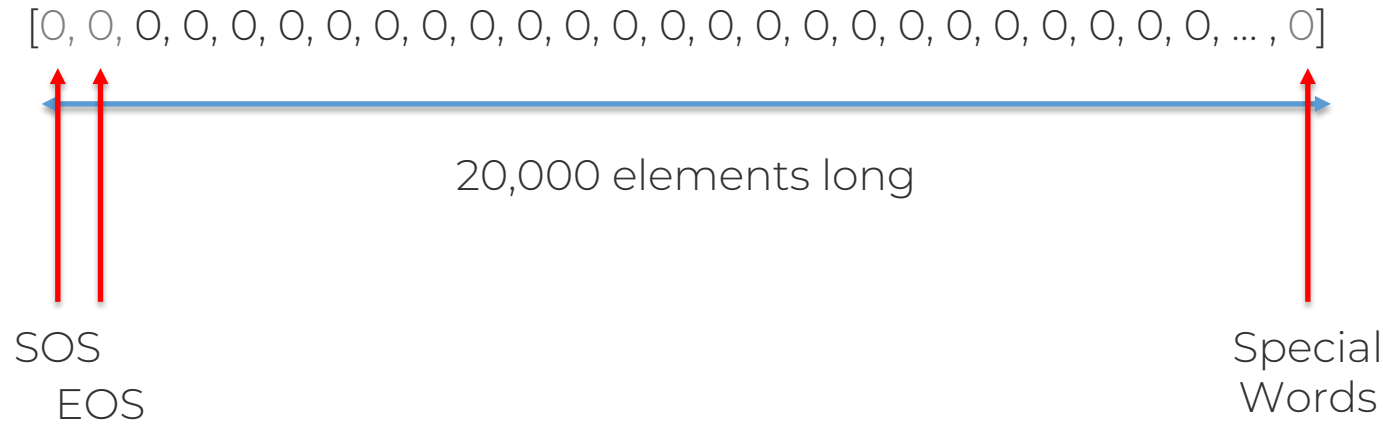 [0, 0, 0, 0, 0, 0, 0, 0, 0, 0, 0, 0, 0, 0, 0, 0, 0, 0, 0, 0, 0, 0, 0, 0, 0, ... , 0]
20,000 elements long
SOS
EOS
Special
Words